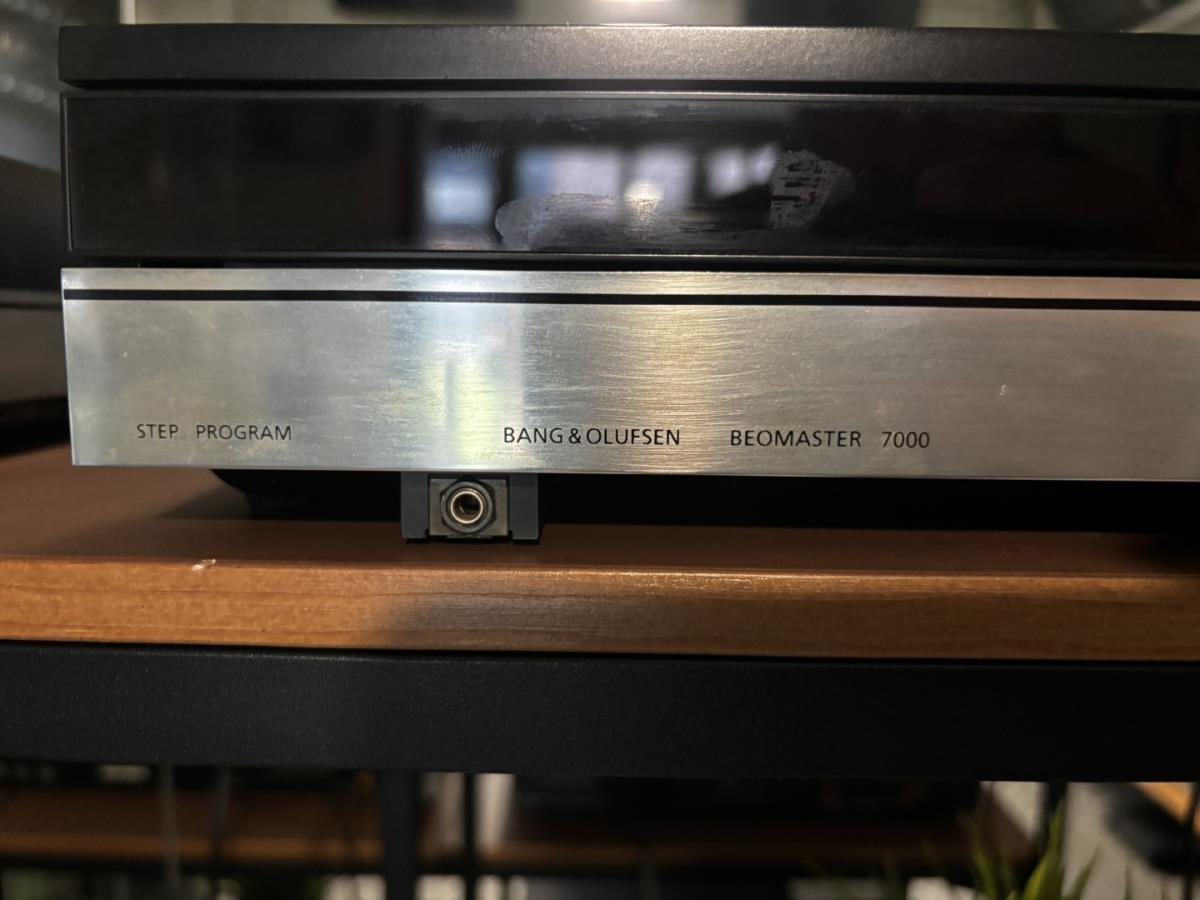 STEP PROGRAM BANG & OLUFSEN BEOMASTER 7000